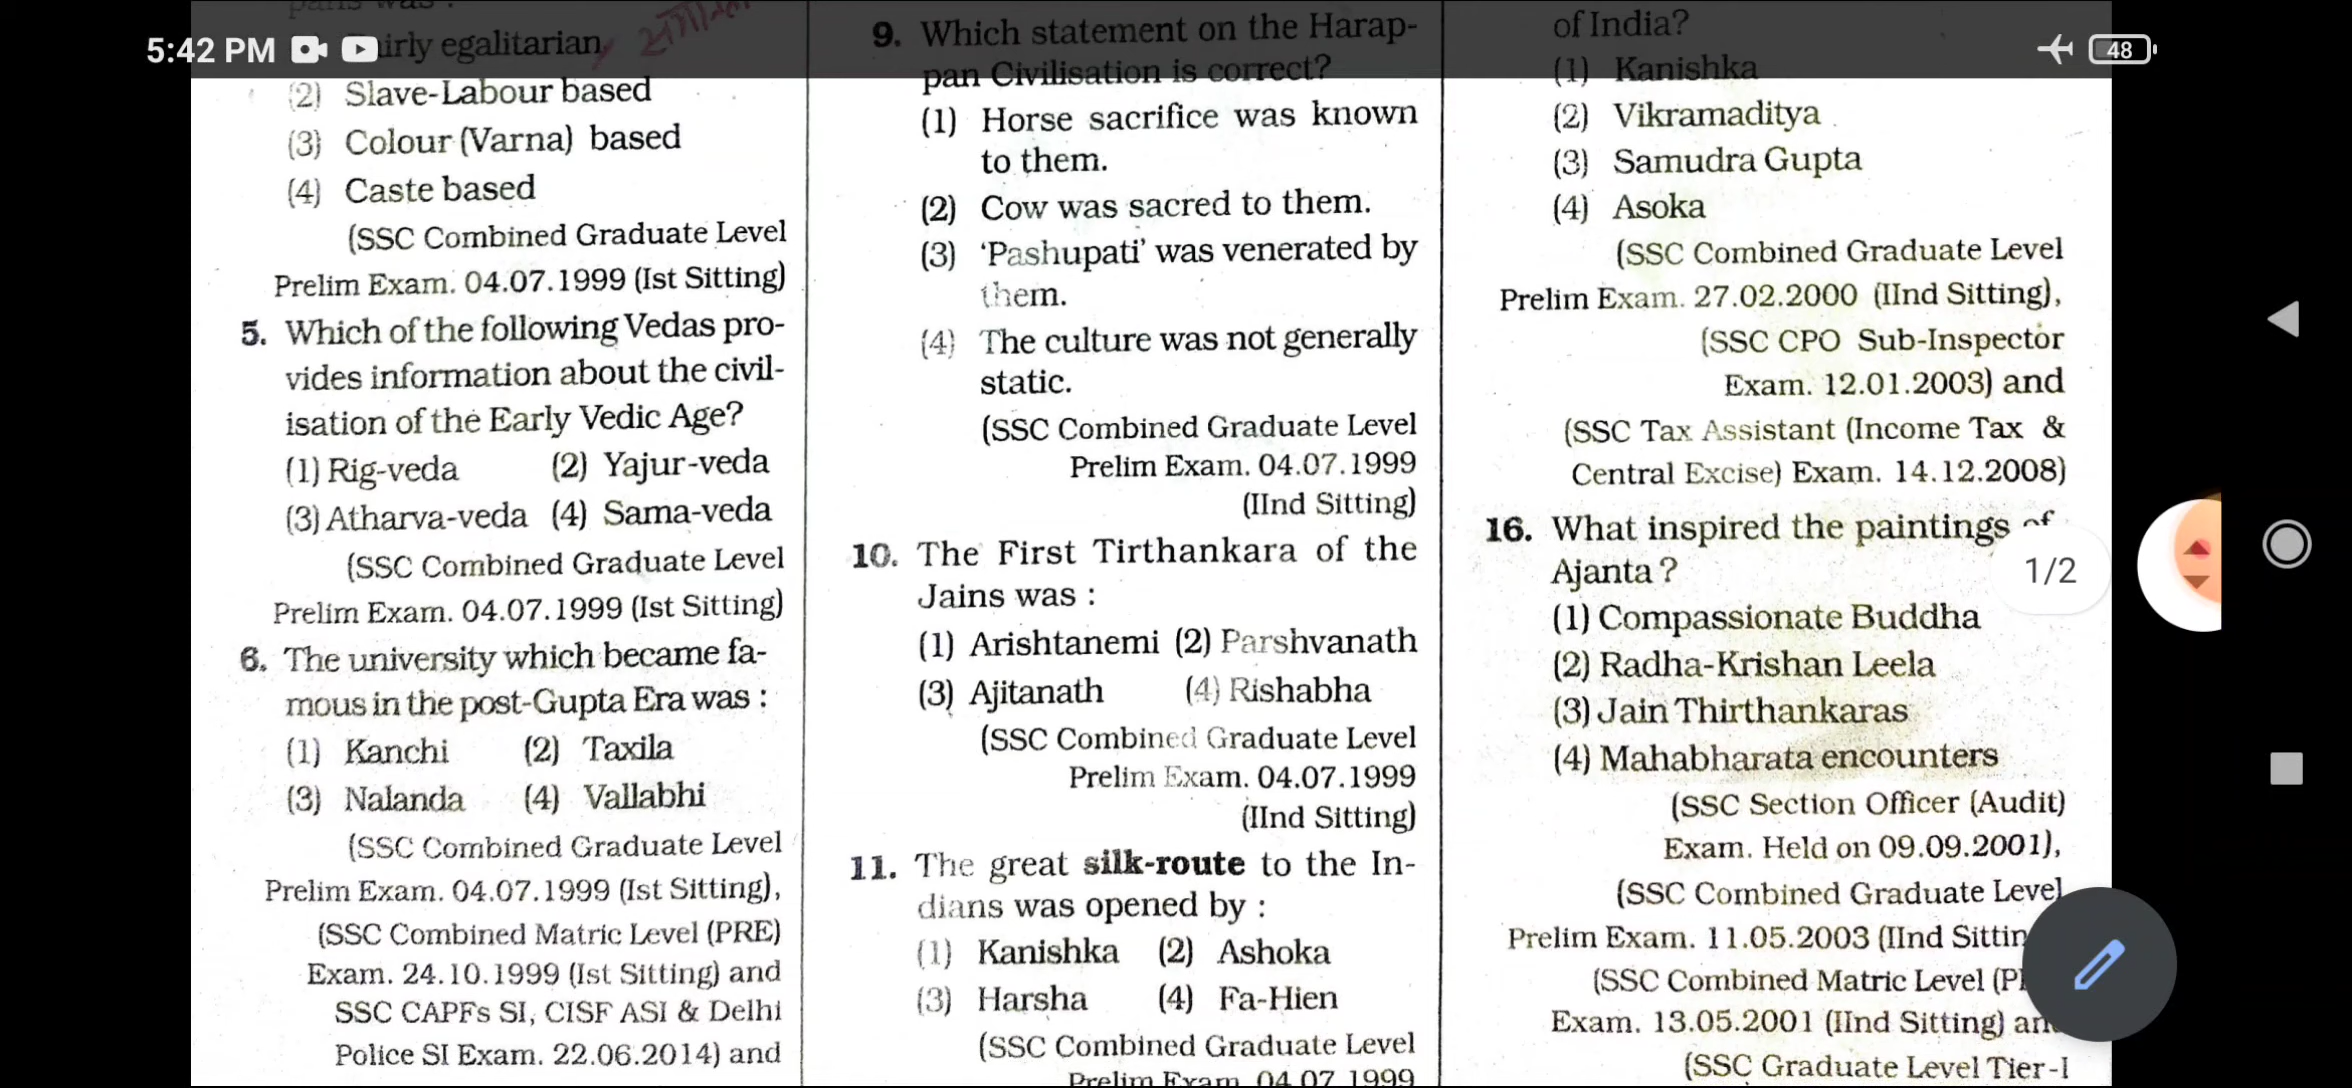 5:42 PM
48
irly egalitarian
(2) Slave-Labour based
(3) Colour (Varna) based
(4) Caste based
(SSC Combined Graduate Level
Prelim Exam. 04.07.1999 (Ist Sitting)
5. Which of the following Vedas pro-
vides information about the civil-
isation of the Early Vedic Age?
(1) Rig-veda (2) Yajur-veda
(3) Atharva-veda (4) Sama-veda
(SSC Combined Graduate Level
Prelim Exam. 04.07.1999 (Ist Sitting)
6. The university which became fa-
mous in the post-Gupta Era was :
(1) Kanchi (2) Taxila
(3) Nalanda (4) Vallabhi
(SSC Combined Graduate Level
Prelim Exam. 04.07.1999 (Ist Sitting),
(SSC Combined Matric Level (PRE)
Exam. 24.10.1999 (Ist Sitting) and
SSC CAPFs SI, CISF ASI & Delhi
Police SI Exam. 22.06.2014) and
9. Which statement on the Harap-
pan Civilisation is correct?
(1) Horse sacrifice was known
to them.
(2) Cow was sacred to them.
(3) ‘Pashupati’ was venerated by
them.
(4) The culture was not generally
static.
(SSC Combined Graduate Level
Prelim Exam. 04.07.1999
(IInd Sitting)
10. The First Tirthankara of the
Jains was :
(1) Arishtanemi (2) Parshvanath
(3) Ajitanath (4) Rishabha
(SSC Combined Graduate Level
Prelim Exam. 04.07.1999
(IInd Sitting)
11. The great silk-route to the In-
dians was opened by :
(1) Kanishka (2) Ashoka
(3) Harsha (4) Fa-Hien
(SSC Combined Graduate Level
Prelim Exam. 04.07.1999
of India?
(1) Kanishka
(2) Vikramaditya
(3) Samudra Gupta
(4) Asoka
(SSC Combined Graduate Level
Prelim Exam. 27.02.2000 (IInd Sitting),
(SSC CPO Sub-Inspector
Exam. 12.01.2003) and
(SSC Tax Assistant (Income Tax &
Central Excise) Exam. 14.12.2008)
16. What inspired the paintings of
Ajanta ?
(1) Compassionate Buddha
(2) Radha-Krishan Leela
(3) Jain Thirthankaras
(4) Mahabharata encounters
(SSC Section Officer (Audit)
Exam. Held on 09.09.2001),
(SSC Combined Graduate Level
Prelim Exam. 11.05.2003 (IInd Sittin
(SSC Combined Matric Level (P
Exam. 13.05.2001 (IInd Sitting) an
(SSC Graduate Level Tier-I
1/2